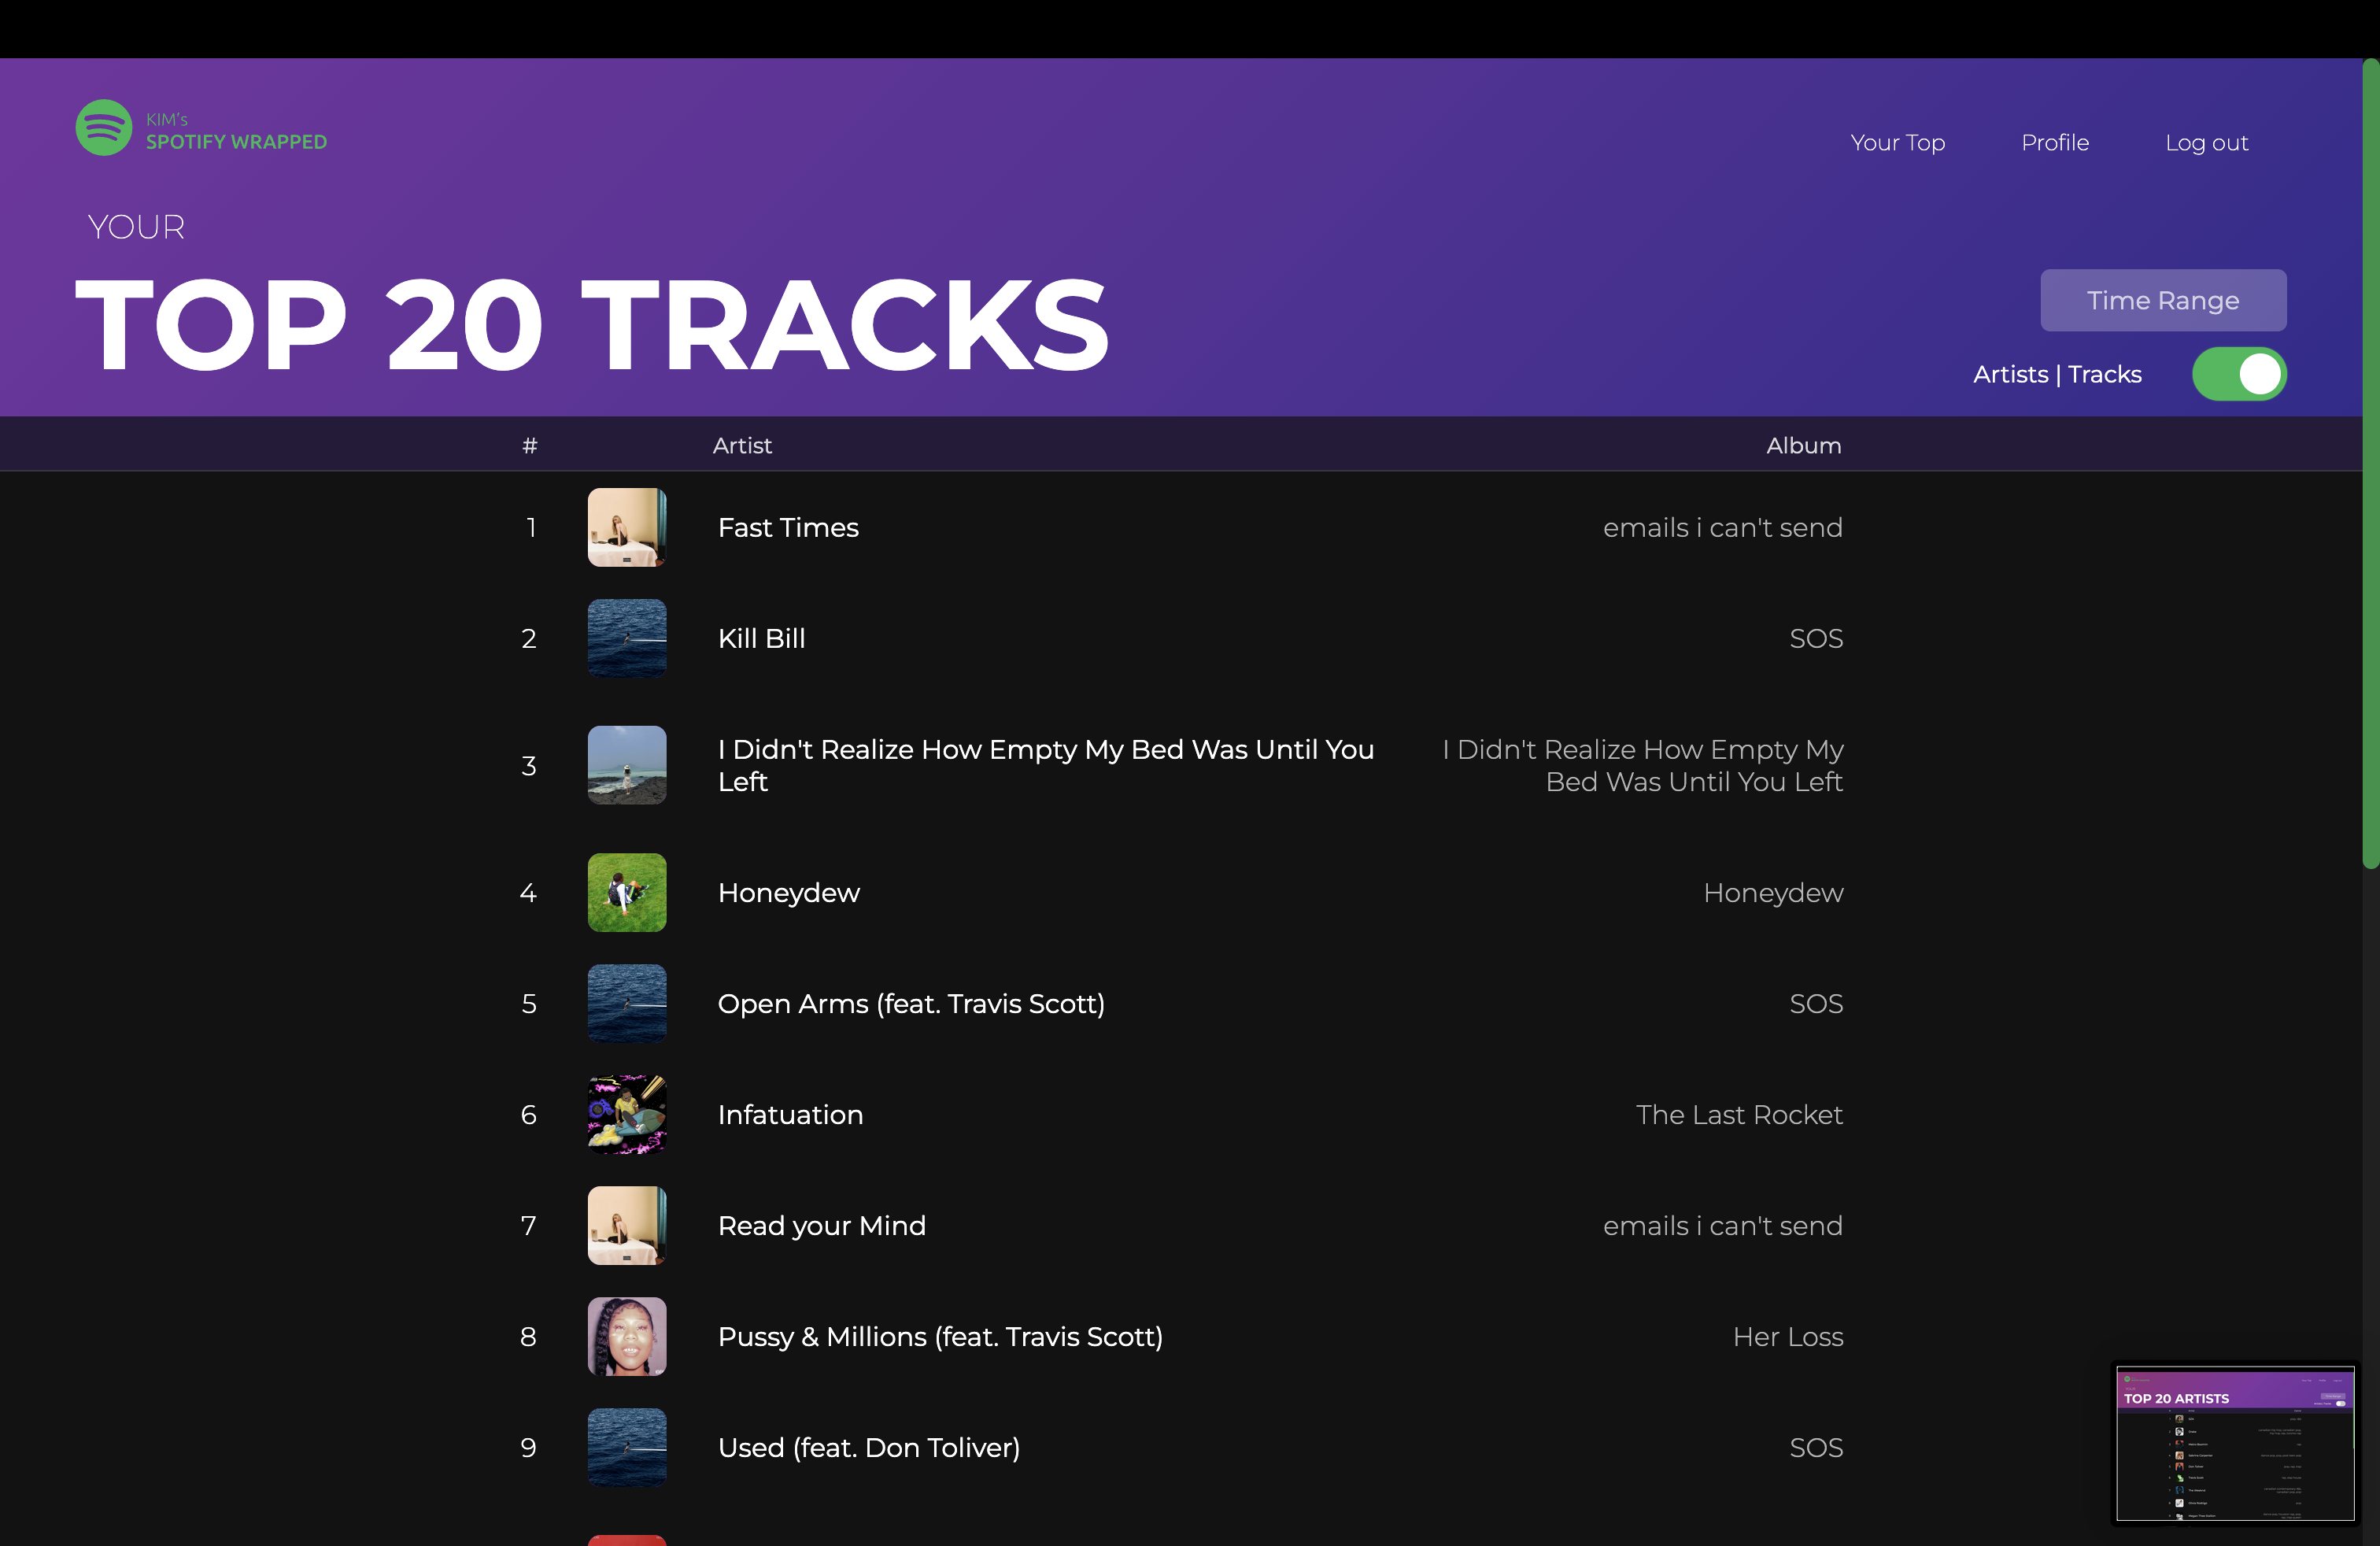 KIM's
SPOTIFY WRAPPED
Your Top
Profile
Log out
YOUR
TOP 20 TRACKS
Time Range
Artists | Tracks
# Artist Album
1 Fast Times emails i can't send
2 Kill Bill SOS
3 I Didn't Realize How Empty My Bed Was Until You
Left
I Didn't Realize How Empty My
Bed Was Until You Left
4 Honeydew Honeydew
5 Open Arms (feat. Travis Scott) SOS
6 Infatuation The Last Rocket
7 Read your Mind emails i can't send
8 Pussy & Millions (feat. Travis Scott) Her Loss
9 Used (feat. Don Toliver) SOS
TOP 20 ARTISTS